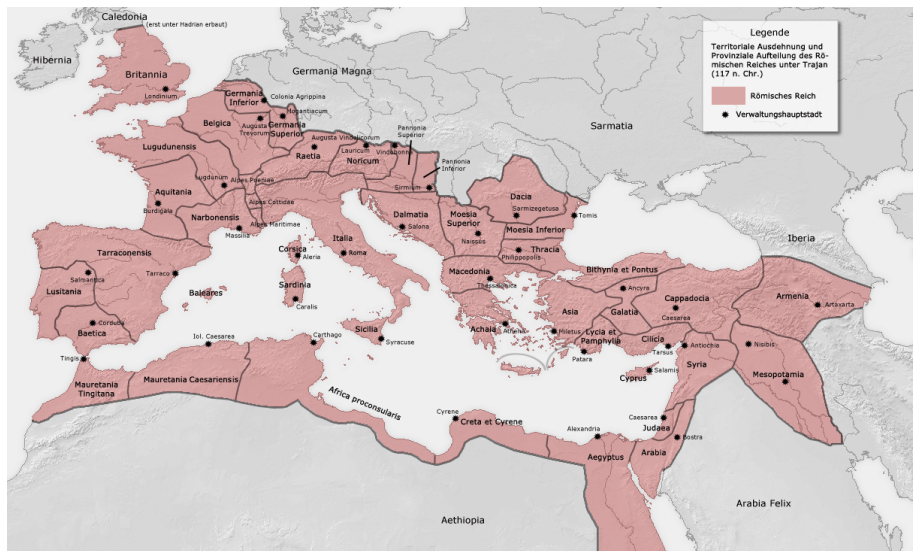 Caledonia
(erst unter Hadrian erbaut)
Hibernia
Britannia
Londinium
Germania Magna
Legende
Territoriale Ausdehnung und
Provinziale Aufteilung des Rö-
mischen Reiches unter Trajan
(117 n. Chr.)
Römisches Reich
Verwaltungshauptstadt
Sarmatia
Germania
Inferior
Colonia Agrippina
Mogontiacum
Belgica
Augusta
Treverorum
Germania
Superior
Lugdunensis
Augusta Vindelicorum
Pannonia
Superior
Raetia
Lauricum
Vindobona
Noricum
Pannonia
Inferior
Lugdunum
Alpes Poeniae
Sirmium
Aquitania
Burdigala
Alpes Cottidae
Narbonensis
Alpes Maritimae
Massilia
Dacia
Sarmizegetusa
Temis
Dalmatia
Salona
Moesia
Superior
Naissus
Moesia Inferior
Italia
Roma
Thracia
Philippopolis
Iberia
Tarraconensis
Corsica
Aleria
Salmantica
Tarraco
Lusitania
Baleares
Sardinia
Caralis
Macedonia
Thessalonica
Bithynia et Pontus
Ancyra
Cappadocia
Caesarea
Armenia
Artaxarta
Asia
Galatia
Corduba
Baetica
Sicilia
Syracuse
Achaia
Athenae
Miletus
Lycia et
Pamphylia
Patara
Cilicia
Tarsus
Antiochia
Nisibis
Iol. Caesarea
Carthago
Tingis
Syria
Salamis
Cyprus
Mesopotamia
Mauretania
Tingitana
Mauretania Caesariensis
Africa proconsularis
Cyrene
Creta et Cyrene
Caesarea
Judaea
Bostra
Alexandria
Aegyptus
Arabia
Arabia Felix
Aethiopia